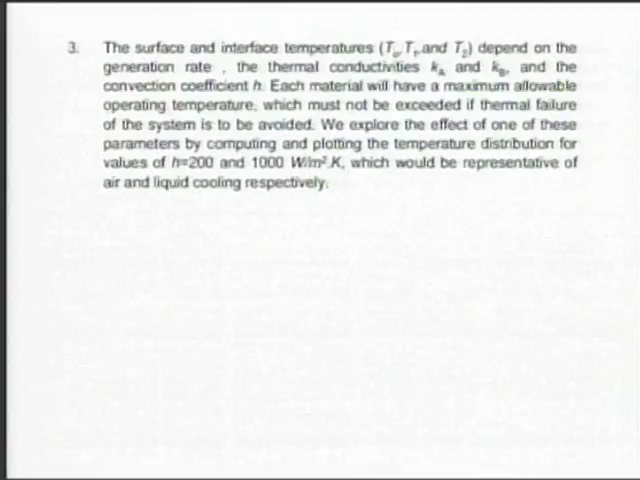 3. The surface and interface temperatures (T₀,T₁,and T₂) depend on the
generation rate , the thermal conductivities kA and kB, and the
convection coefficient h. Each material will have a maximum allowable
operating temperature, which must not be exceeded if thermal failure
of the system is to be avoided. We explore the effect of one of these
parameters by computing and plotting the temperature distribution for
values of h=200 and 1000 W/m².K, which would be representative of
air and liquid cooling respectively.